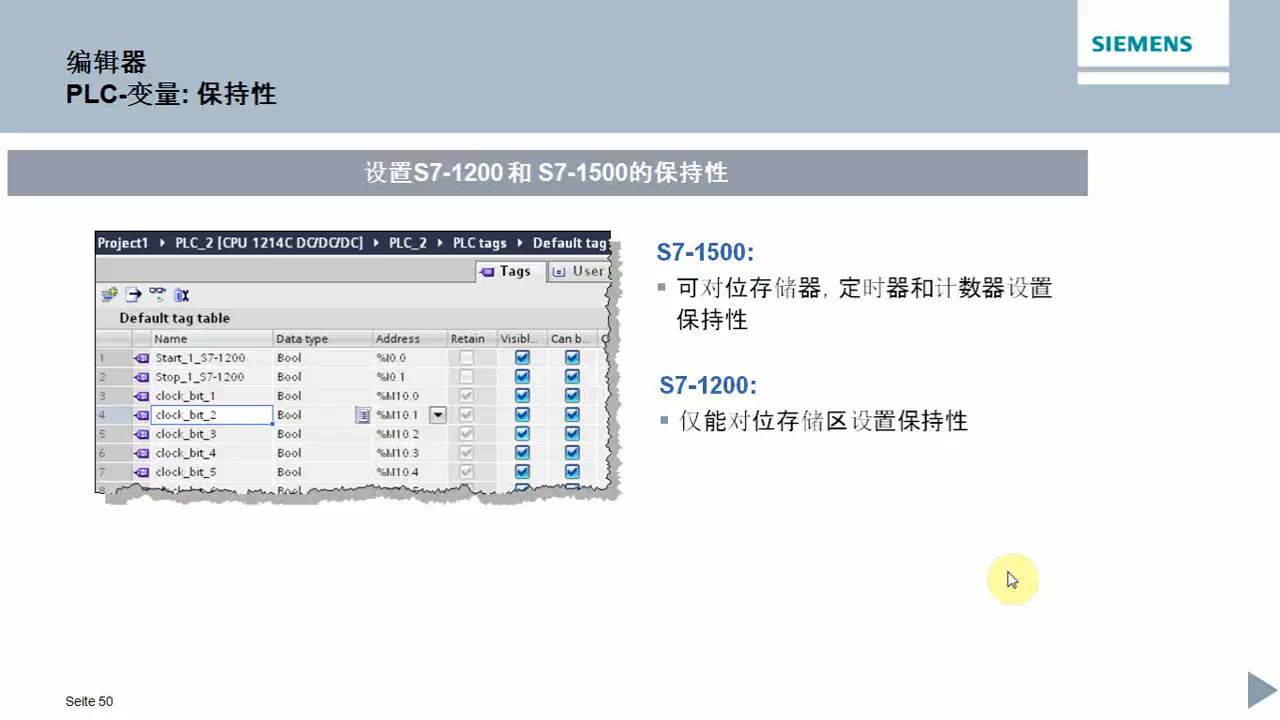 编辑器
PLC-变量: 保持性
SIEMENS
设置S7-1200 和 S7-1500的保持性
Project1 PLC_2 [CPU 1214C DC/DC/DC] PLC_2 PLC tags Default tag
Tags User
Default tag table
Name Data type Address Retain Visibl... Can b...
1 Start_1_S7-1200 Bool %I0.0
2 Stop_1_S7-1200 Bool %I0.1
3 clock_bit_1 Bool %M10.0
4 clock_bit_2 Bool %M10.1
5 clock_bit_3 Bool %M10.2
6 clock_bit_4 Bool %M10.3
7 clock_bit_5 Bool %M10.4
S7-1500:
可对位存储器, 定时器和计数器设置
保持性
S7-1200:
仅能对位存储区设置保持性
Seite 50